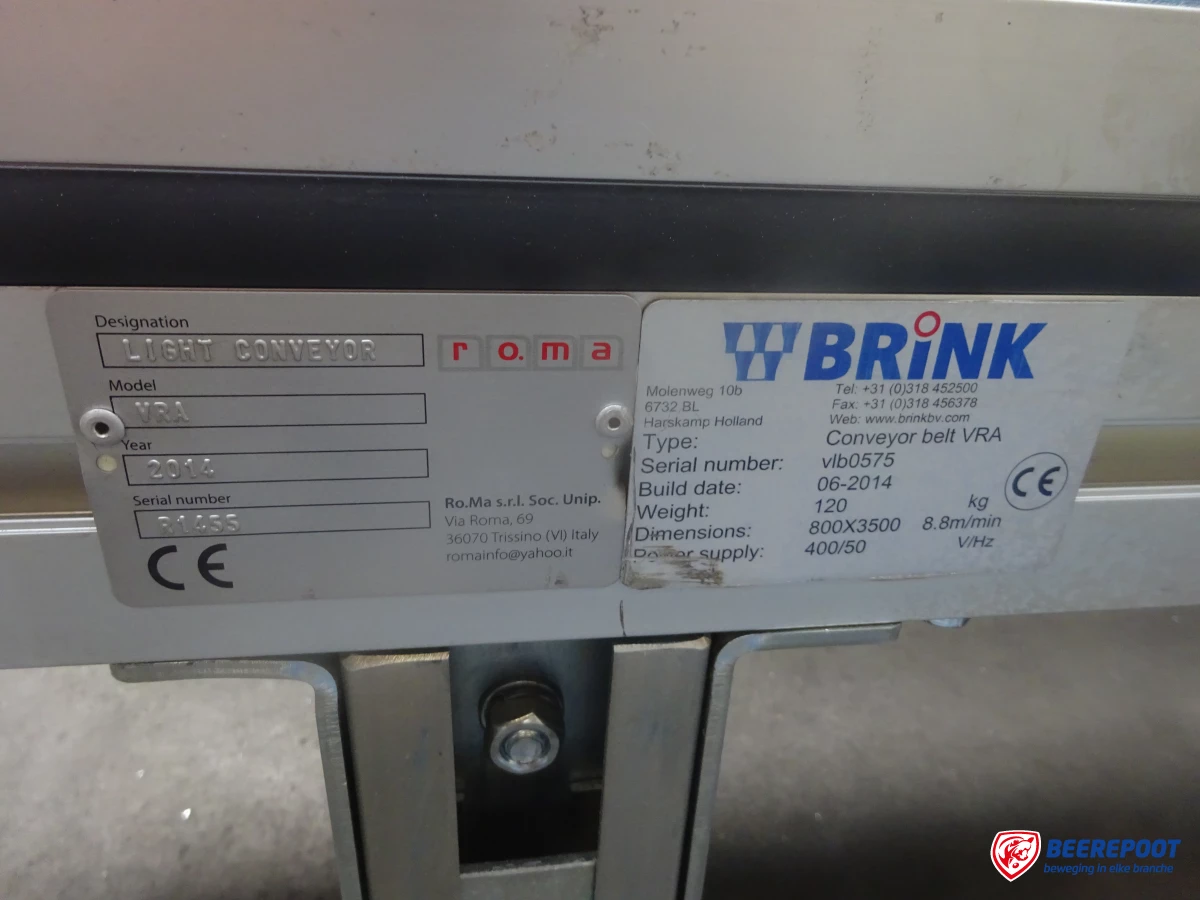 Designation
LIGHT CONVEYOR
ro.ma
Model
VRA
Year
2014
Serial number
R14SS
CE
Ro.Ma s.r.l. Soc. Unip.
Via Roma, 69
36070 Trissino (VI) Italy
romainfo@yahoo.it
BRINK
Molenweg 10b
6732 BL
Harskamp Holland
Tel: +31 (0)318 452500
Fax: +31 (0)318 456378
Web: www.brinkbv.com
Type: Conveyor belt VRA
Serial number: vlb0575
Build date: 06-2014
Weight: 120 kg
Dimensions: 800X3500 8.8m/min
Power supply: 400/50 V/Hz
CE
BEEREPOOT
beweging in elke branche